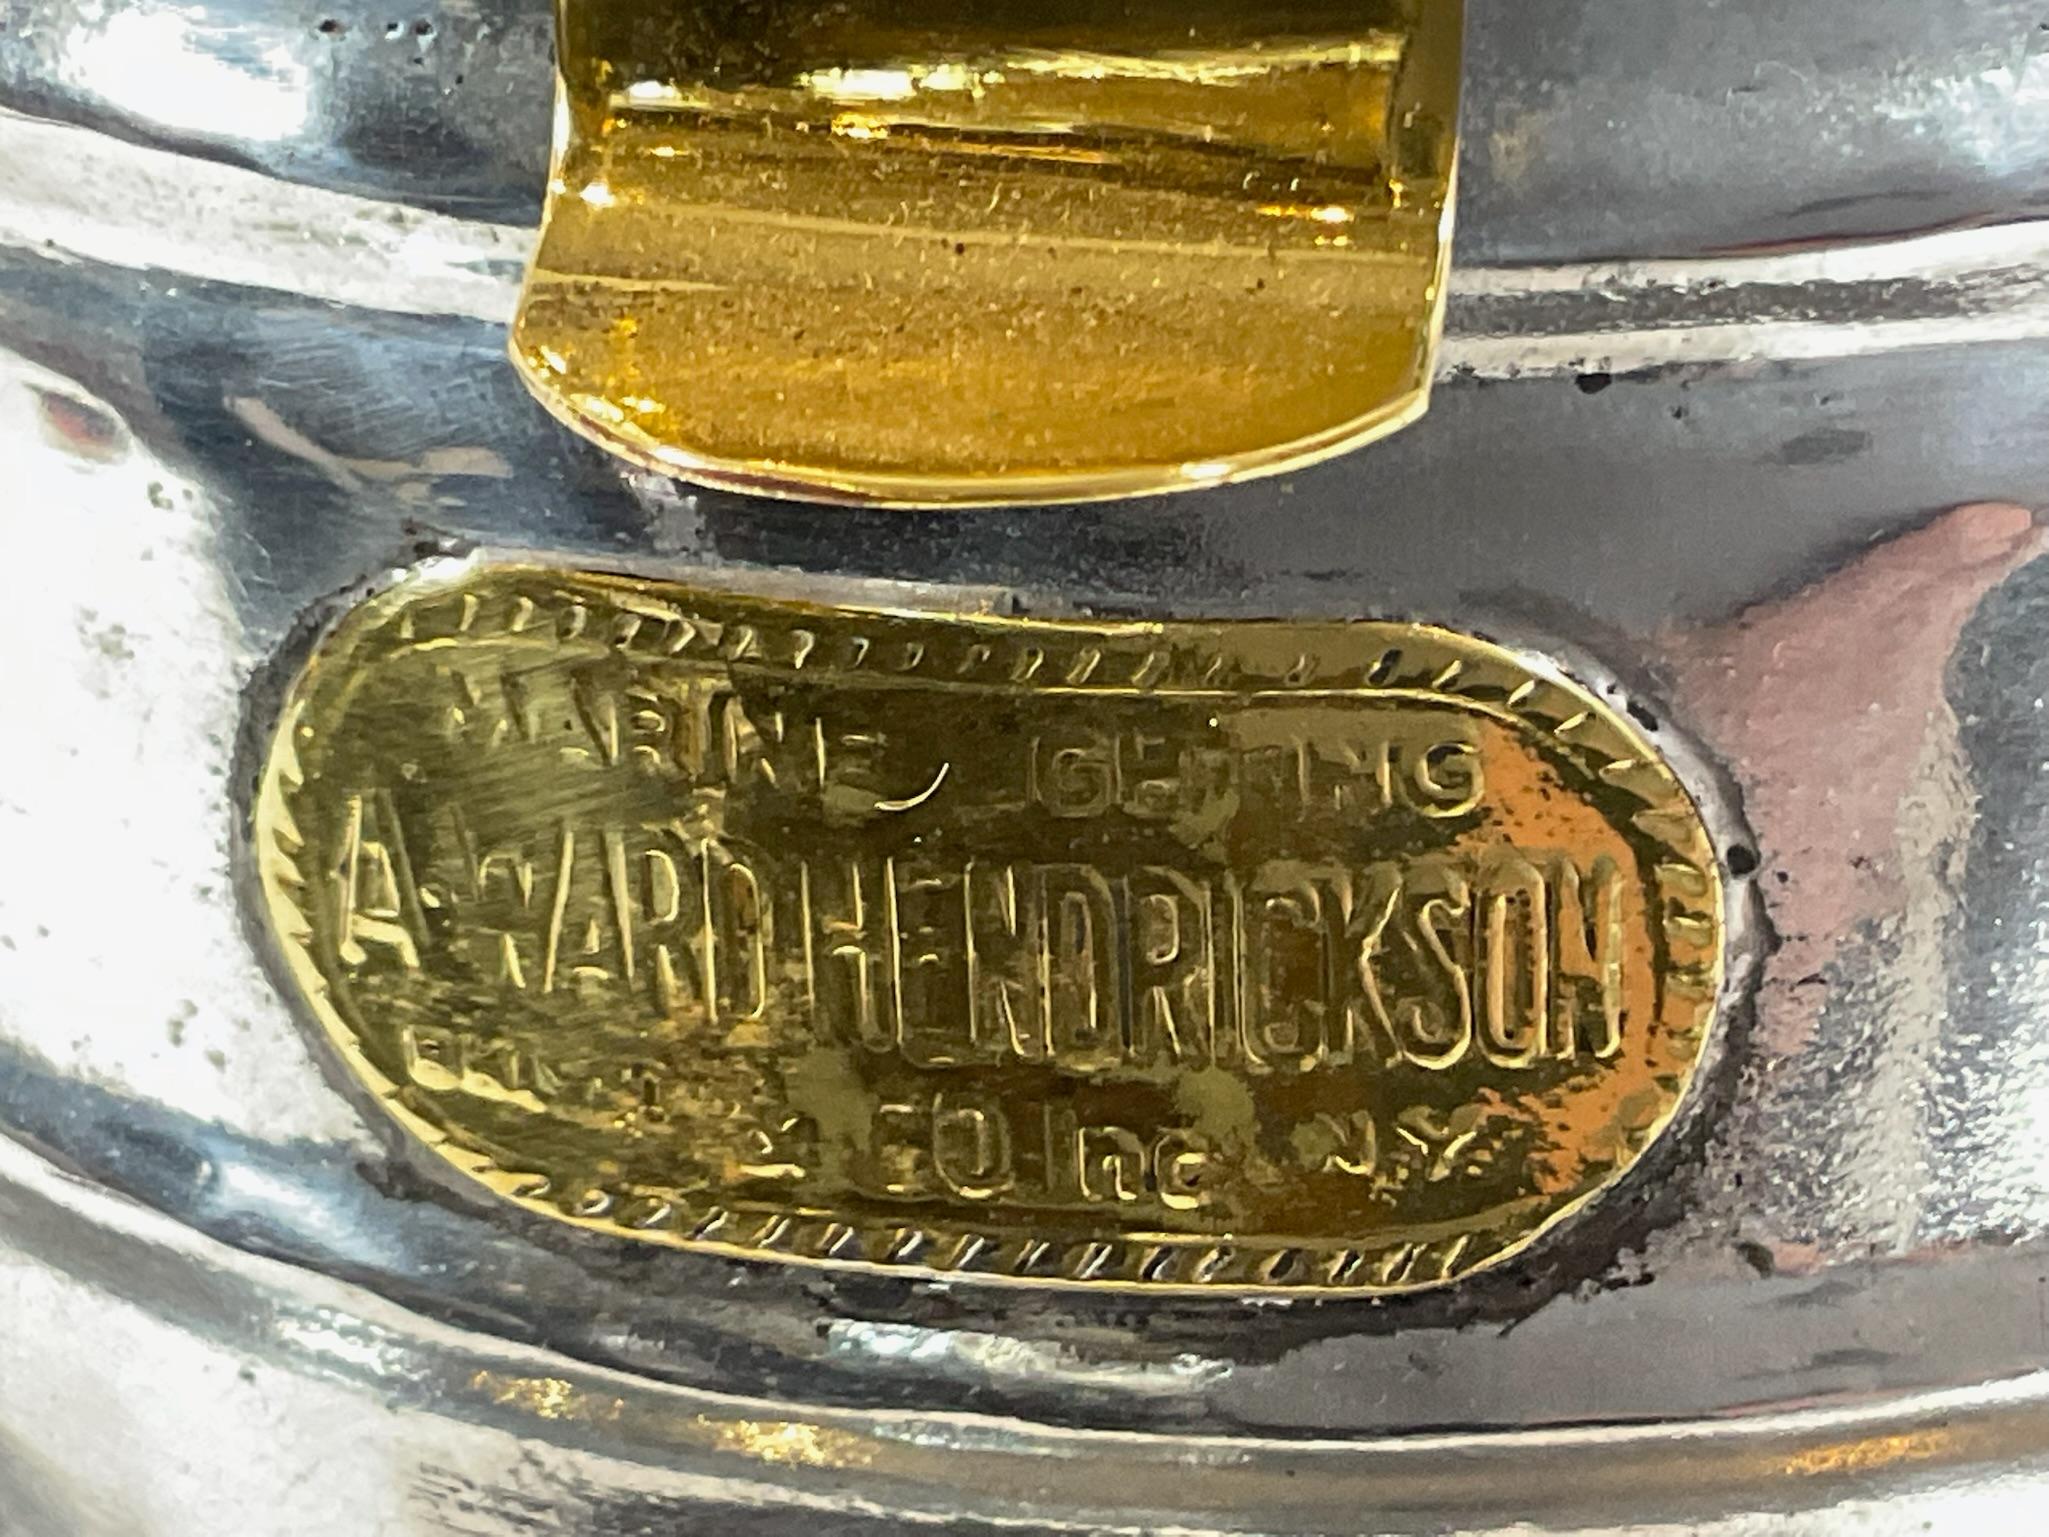 MARINE LIGHTING
A. WARD HENDRICKSON
& CO Inc. N.Y.